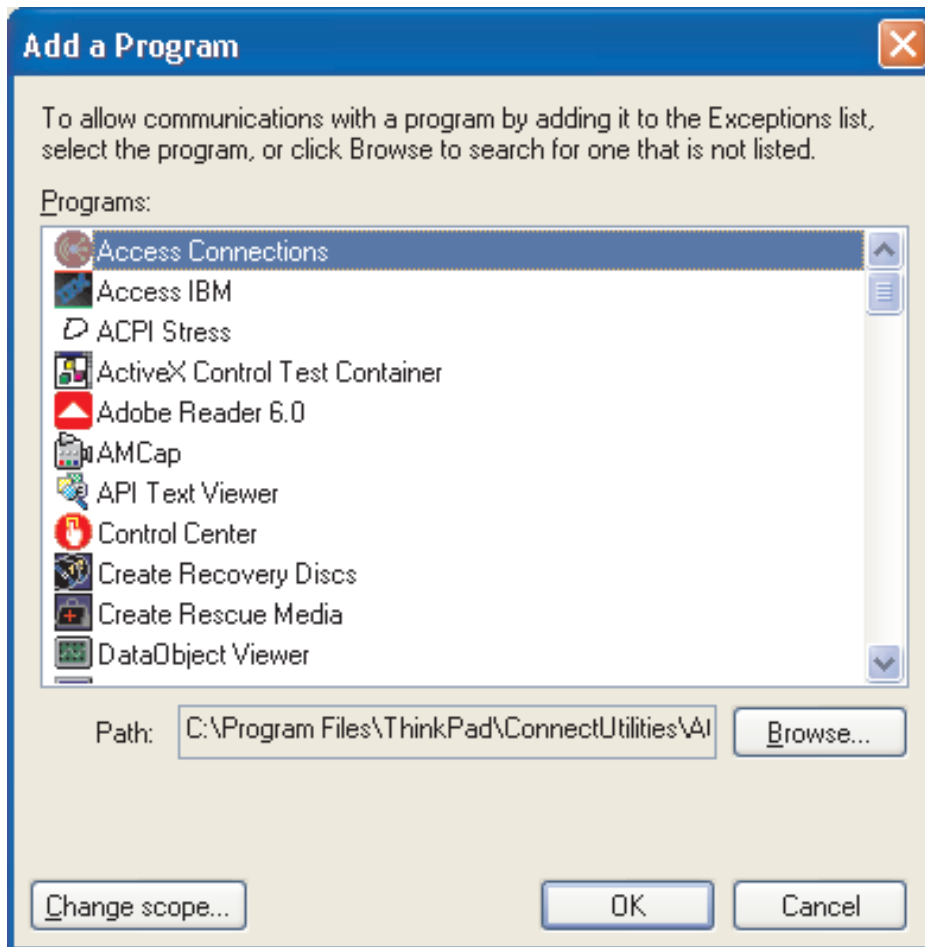 Add a Program
To allow communications with a program by adding it to the Exceptions list,
select the program, or click Browse to search for one that is not listed.
Programs:
Access Connections
Access IBM
ACPI Stress
ActiveX Control Test Container
Adobe Reader 6.0
AMCap
API Text Viewer
Control Center
Create Recovery Discs
Create Rescue Media
DataObject Viewer
Path: C:\Program Files\ThinkPad\ConnectUtilities\A Browse...
Change scope... OK Cancel